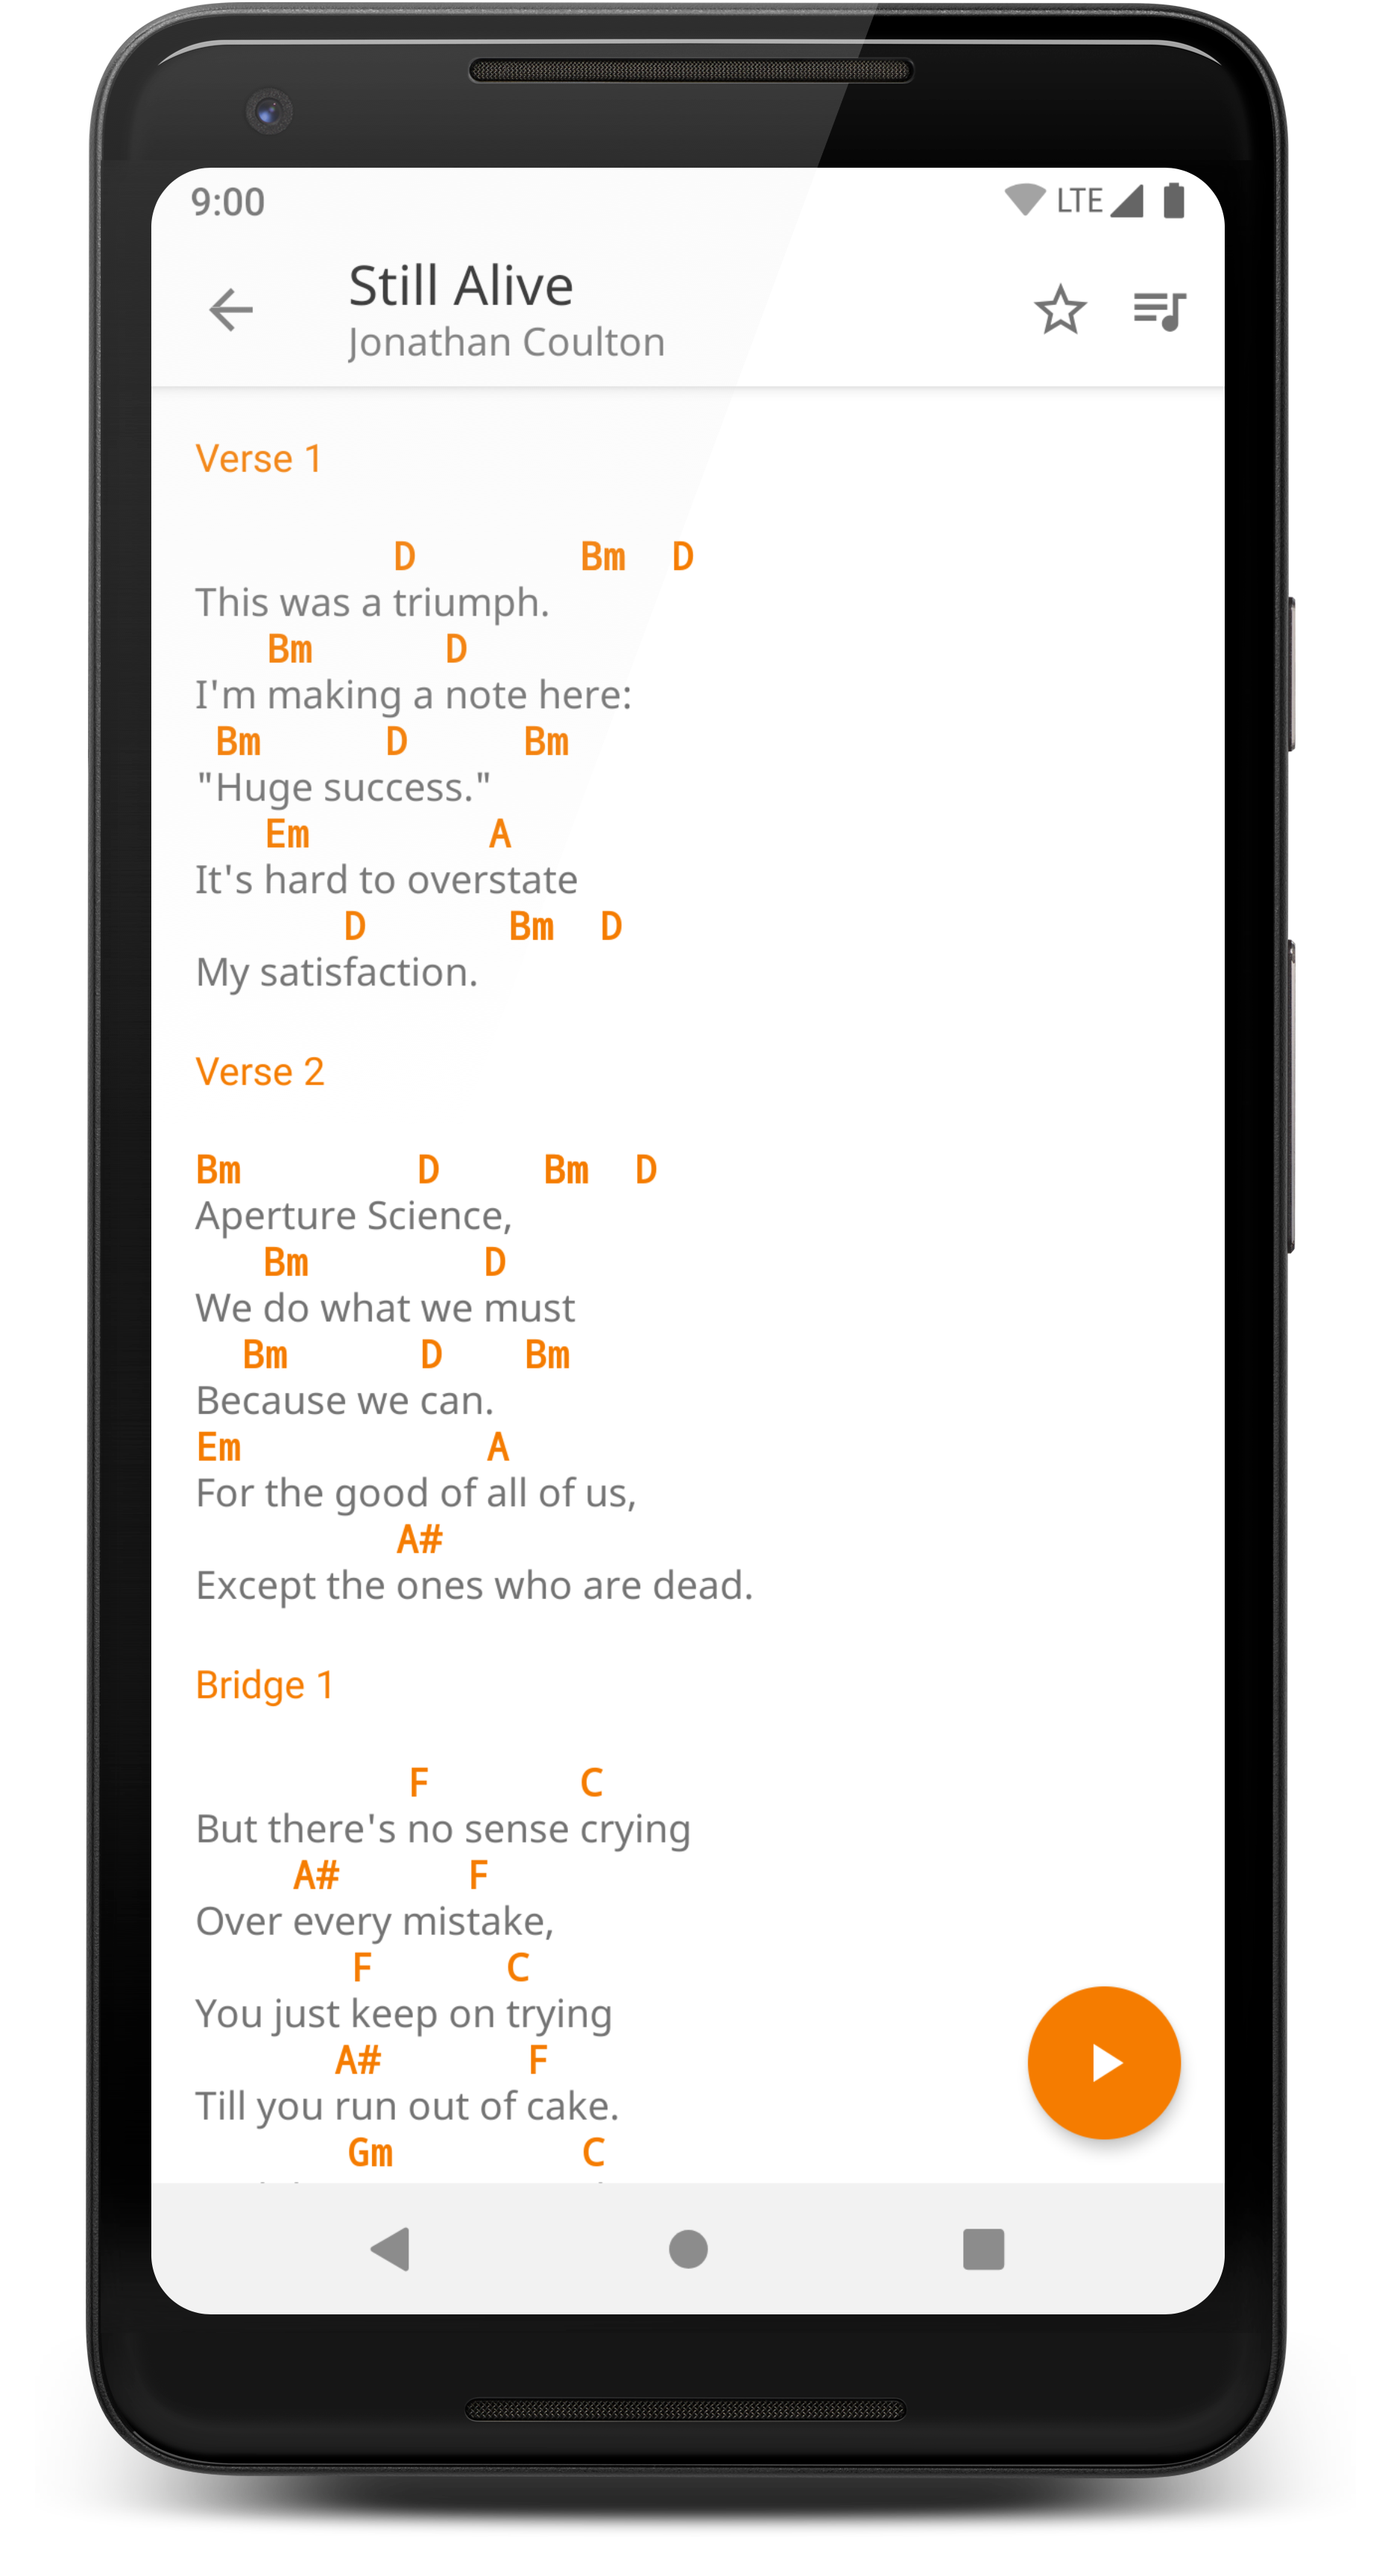 9:00 LTE
Still Alive
Jonathan Coulton
Verse 1
D Bm D
This was a triumph.
Bm D
I'm making a note here:
Bm D Bm
"Huge success."
Em A
It's hard to overstate
D Bm D
My satisfaction.
Verse 2
Bm D Bm D
Aperture Science,
Bm D
We do what we must
Bm D Bm
Because we can.
Em A
For the good of all of us,
A#
Except the ones who are dead.
Bridge 1
F C
But there's no sense crying
A# F
Over every mistake,
F C
You just keep on trying
A# F
Till you run out of cake.
Gm C